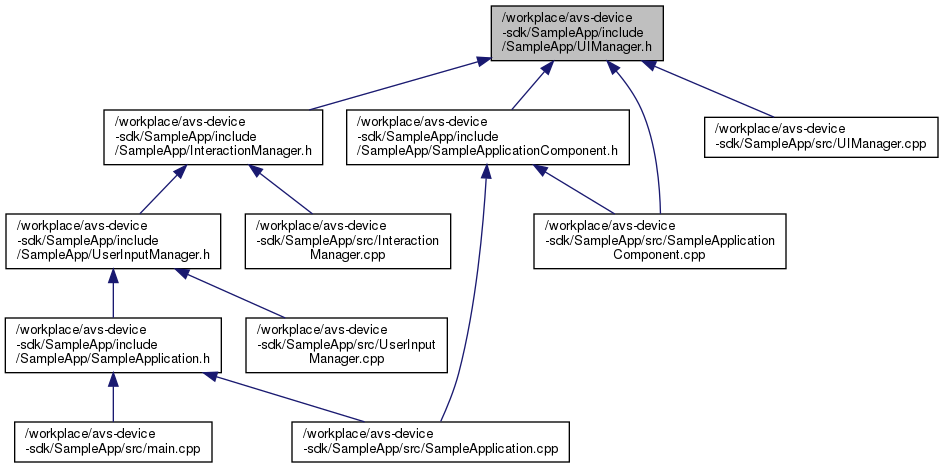 /workplace/avs-device
-sdk/SampleApp/include
/SampleApp/UIManager.h
/workplace/avs-device
-sdk/SampleApp/include
/SampleApp/InteractionManager.h
/workplace/avs-device
-sdk/SampleApp/include
/SampleApp/SampleApplicationComponent.h
/workplace/avs-device
-sdk/SampleApp/src/UIManager.cpp
/workplace/avs-device
-sdk/SampleApp/include
/SampleApp/UserInputManager.h
/workplace/avs-device
-sdk/SampleApp/src/Interaction
Manager.cpp
/workplace/avs-device
-sdk/SampleApp/src/SampleApplication
Component.cpp
/workplace/avs-device
-sdk/SampleApp/include
/SampleApp/SampleApplication.h
/workplace/avs-device
-sdk/SampleApp/src/UserInput
Manager.cpp
/workplace/avs-device
-sdk/SampleApp/src/main.cpp
/workplace/avs-device
-sdk/SampleApp/src/SampleApplication.cpp